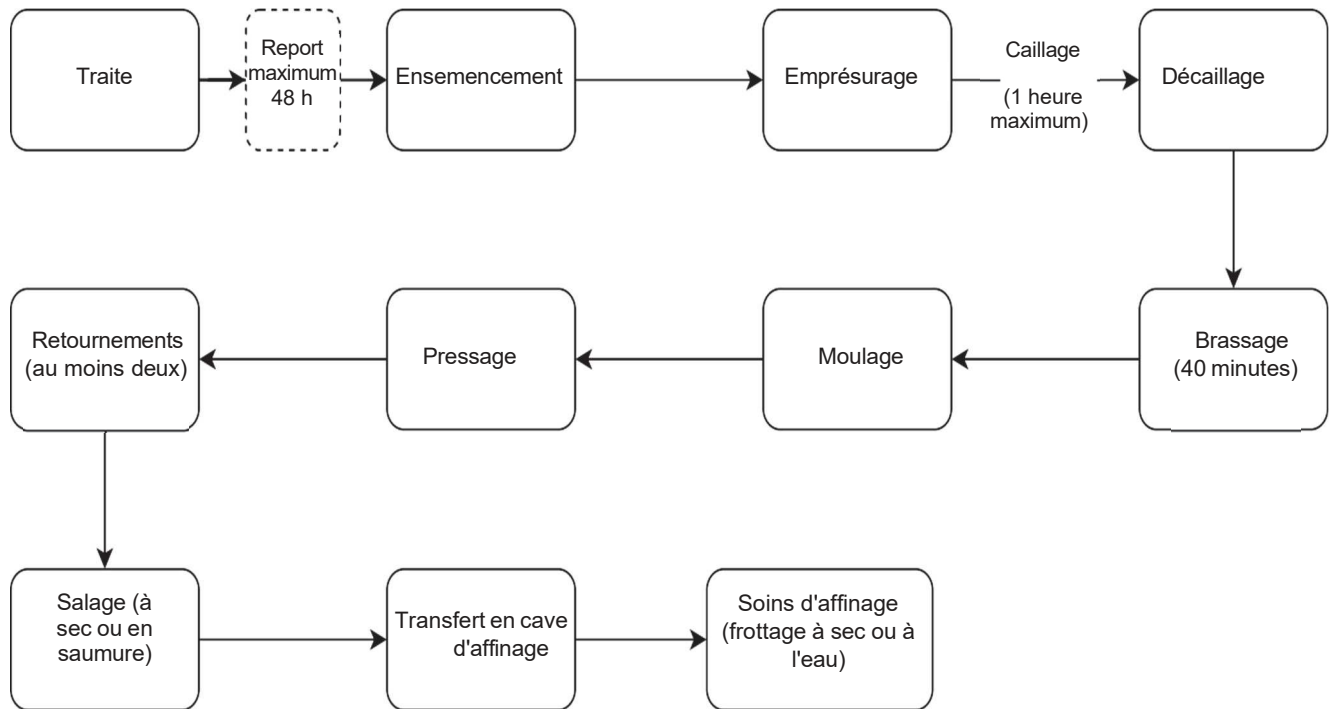 Traite
Report
maximum
48 h
Ensemencement
Emprésurage
Caillage
(1 heure
maximum)
Décaillage
Brassage
(40 minutes)
Moulage
Pressage
Retournements
(au moins deux)
Salage (à
sec ou en
saumure)
Transfert en cave
d'affinage
Soins d'affinage
(frottage à sec ou à
l'eau)